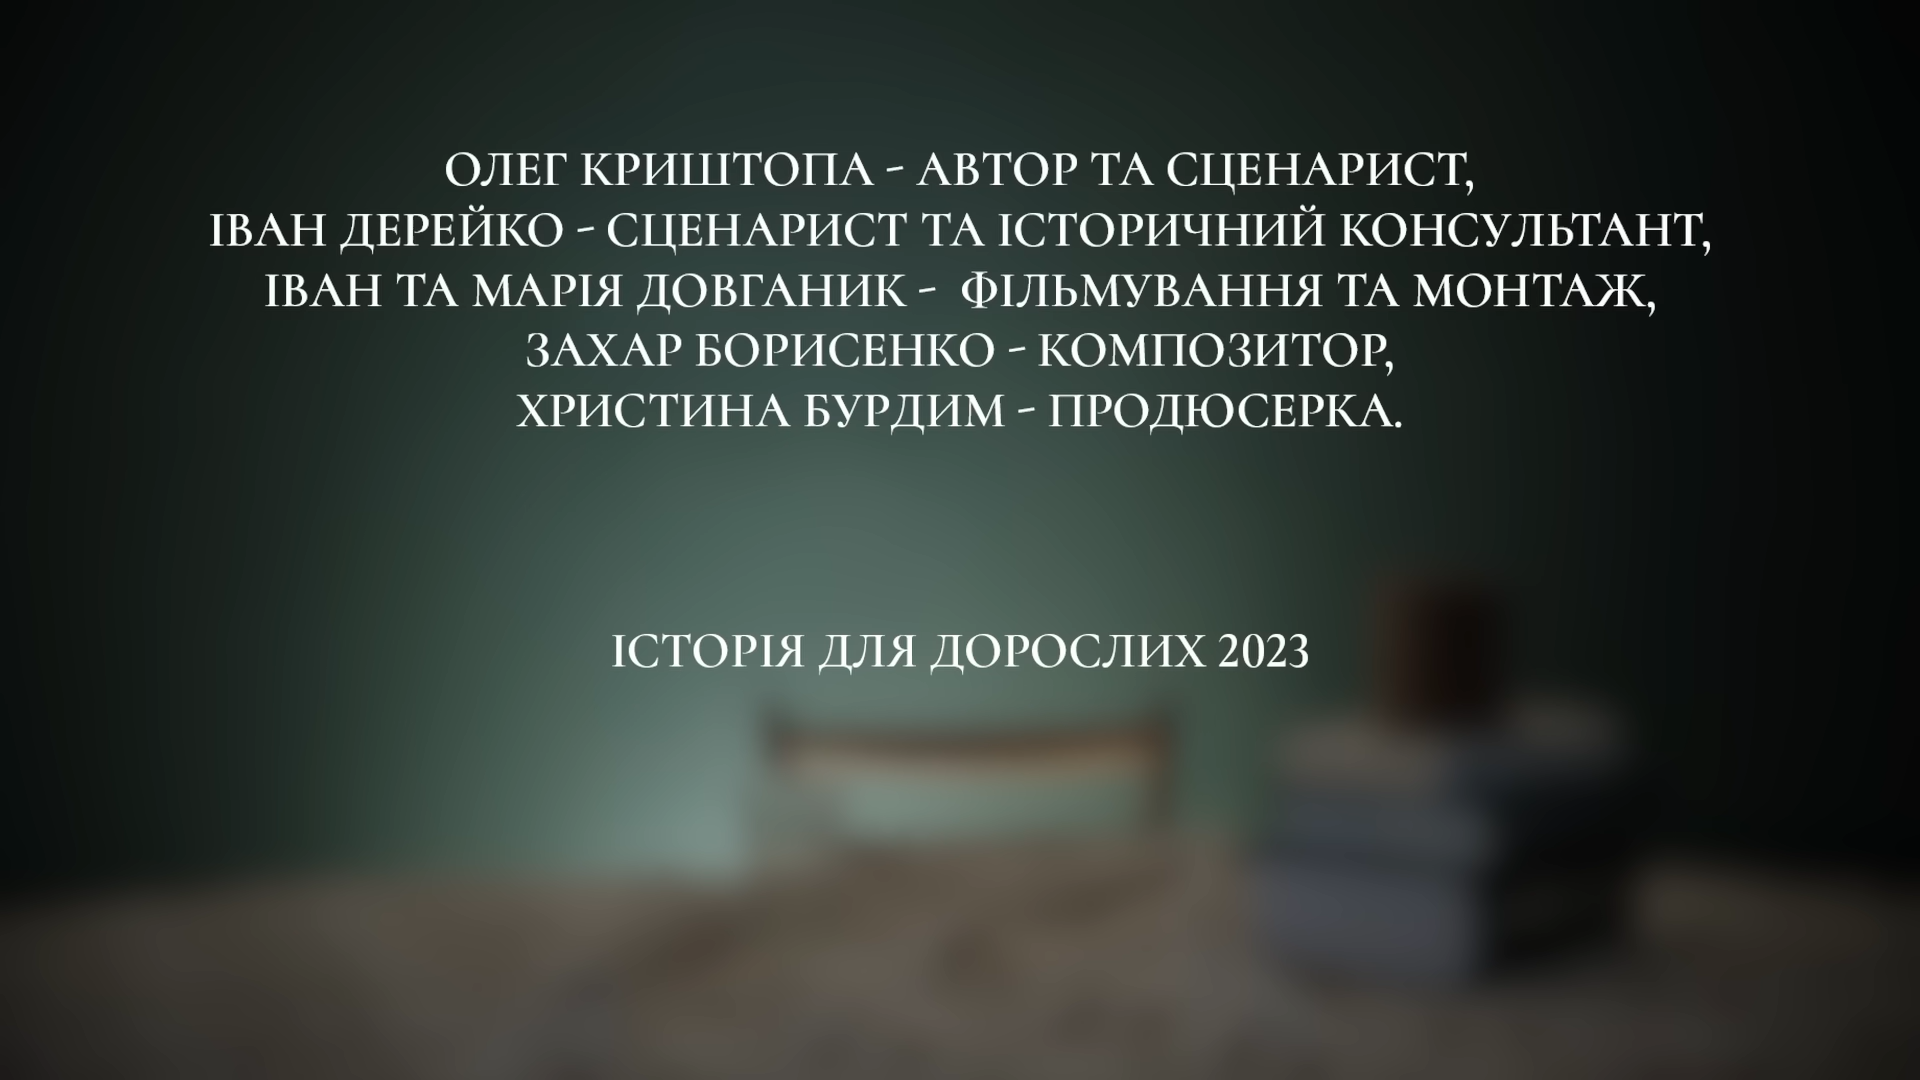 ОЛЕГ КРИШТОПА - АВТОР ТА СЦЕНАРИСТ,
ІВАН ДЕРЕЙКО - СЦЕНАРИСТ ТА ІСТОРИЧНИЙ КОНСУЛЬТАНТ,
ІВАН ТА МАРІЯ ДОВГАНИК - ФІЛЬМУВАННЯ ТА МОНТАЖ,
ЗАХАР БОРИСЕНКО - КОМПОЗИТОР,
ХРИСТИНА БУРДИМ - ПРОДЮСЕРКА.
ІСТОРІЯ ДЛЯ ДОРОСЛИХ 2023